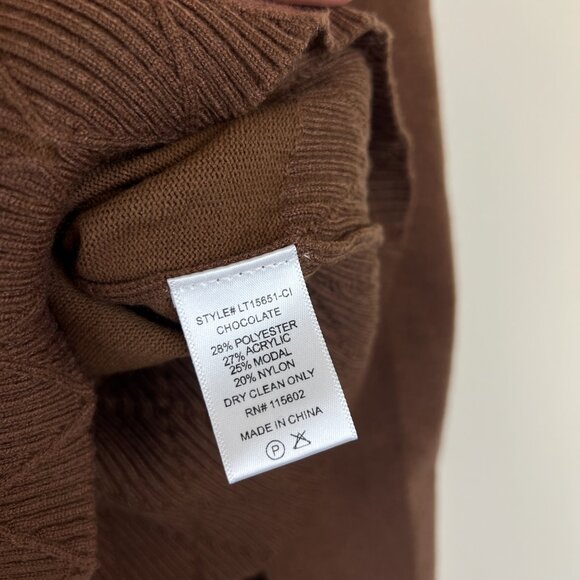 STYLE# LT15651-CI
CHOCOLATE
28% POLYESTER
27% ACRYLIC
25% MODAL
20% NYLON
DRY CLEAN ONLY
RN# 115602
MADE IN CHINA
P